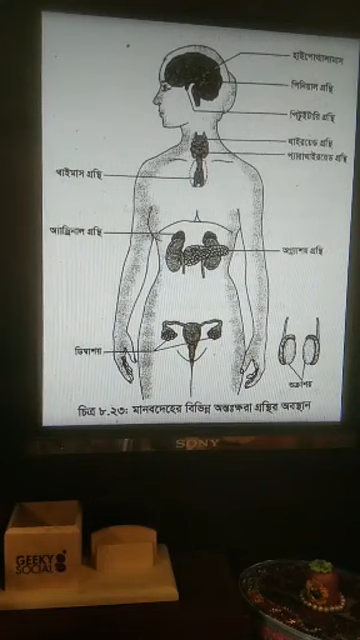 হাইপোথ্যালামাস
পিনিয়াল গ্রন্থি
পিটুইটারি গ্রন্থি
থাইরয়েড গ্রন্থি
প্যারাথাইরয়েড গ্রন্থি
থাইমাস গ্রন্থি
অ্যাড্রিনাল গ্রন্থি
অগ্ন্যাশয় গ্রন্থি
ডিম্বাশয়
শুক্রাশয়
চিত্র ৮.২৩: মানবদেহের বিভিন্ন অন্তঃক্ষরা গ্রন্থির অবস্থান
SONY
GEEKY
SOCIAL